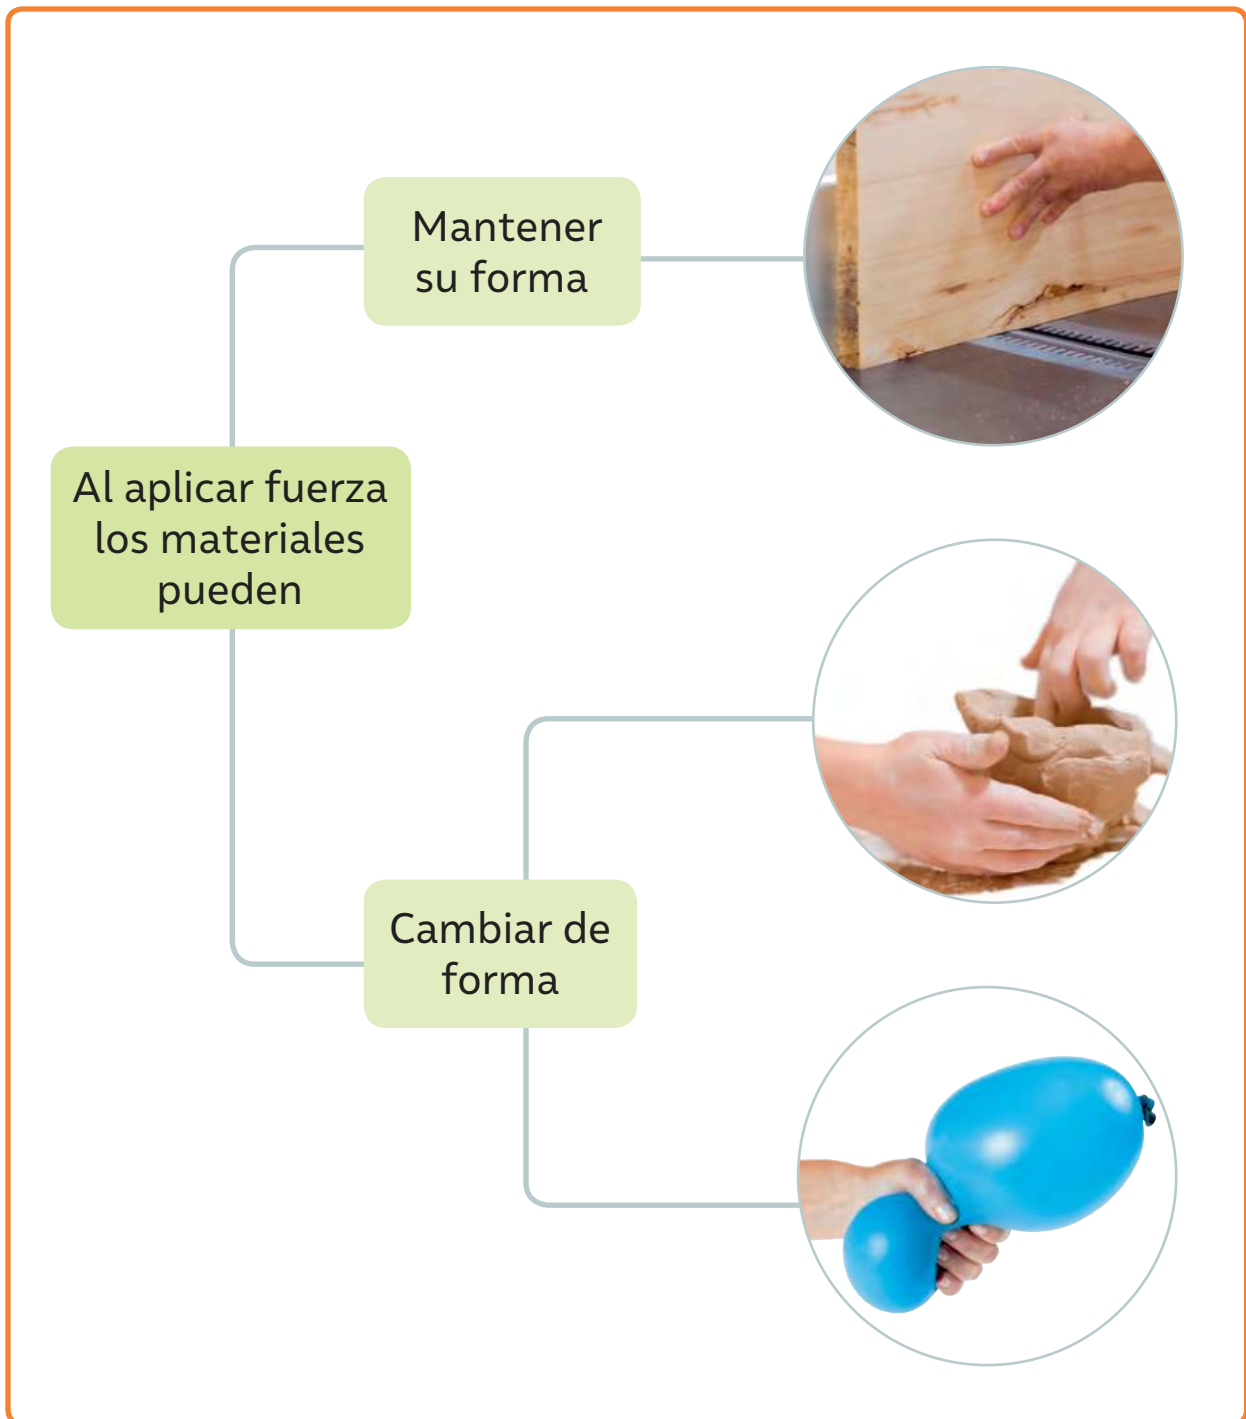 Mantener
su forma
Al aplicar fuerza
los materiales
pueden
Cambiar de
forma